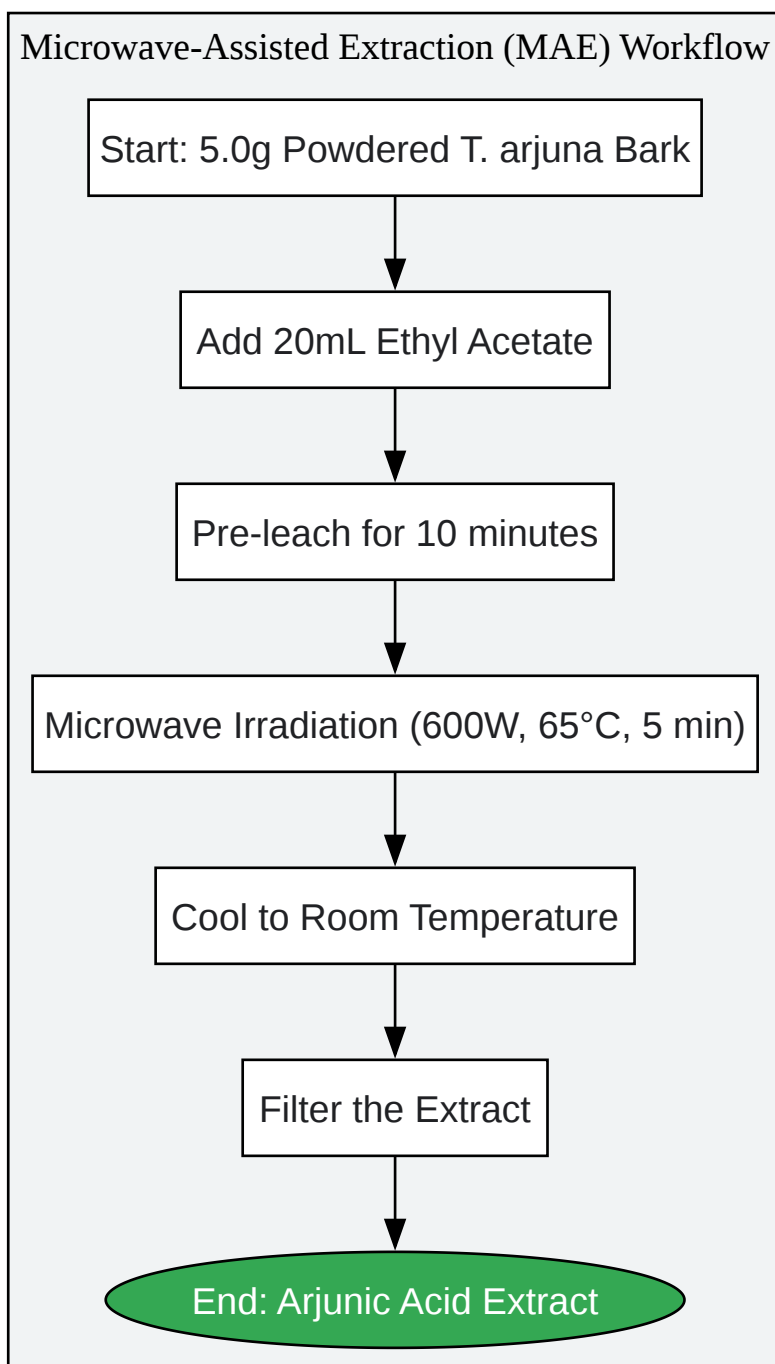 Microwave-Assisted Extraction (MAE) Workflow
Start: 5.0g Powdered T. arjuna Bark
Add 20mL Ethyl Acetate
Pre-leach for 10 minutes
Microwave Irradiation (600W, 65°C, 5 min)
Cool to Room Temperature
Filter the Extract
End: Arjunic Acid Extract